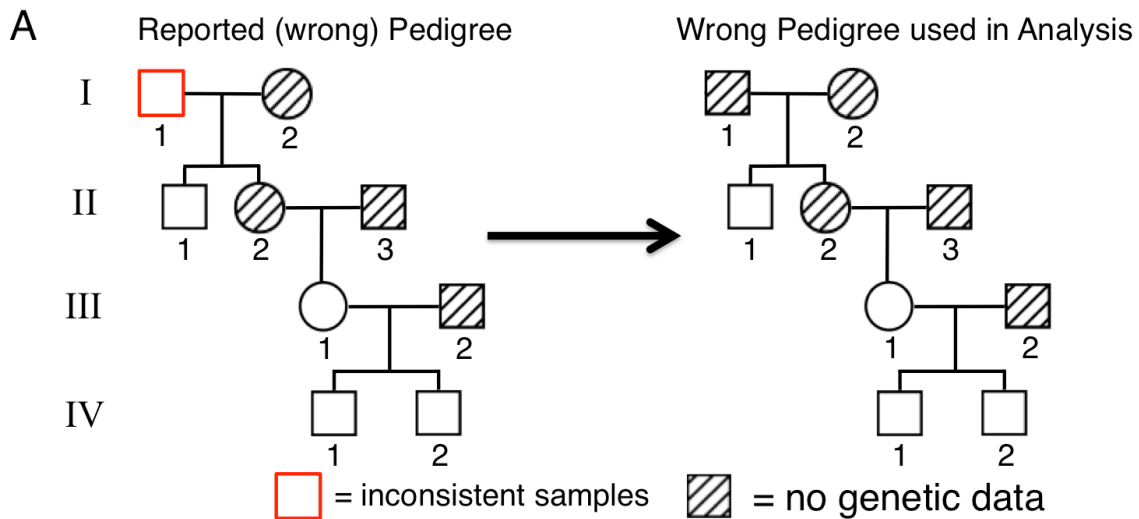 A
Reported (wrong) Pedigree
Wrong Pedigree used in Analysis
I
1
2
1
2
II
1
2
3
1
2
3
III
1
2
1
2
IV
1
2
1
2
= inconsistent samples
= no genetic data